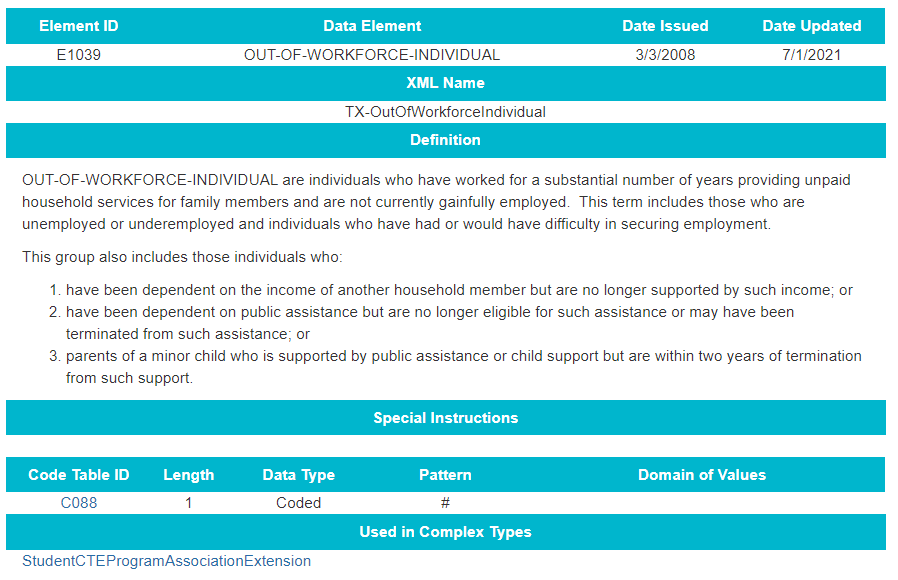 Element ID Data Element Date Issued Date Updated
E1039 OUT-OF-WORKFORCE-INDIVIDUAL 3/3/2008 7/1/2021
XML Name
TX-OutOfWorkforceIndividual
Definition
OUT-OF-WORKFORCE-INDIVIDUAL are individuals who have worked for a substantial number of years providing unpaid
household services for family members and are not currently gainfully employed.  This term includes those who are
unemployed or underemployed and individuals who have had or would have difficulty in securing employment.
This group also includes those individuals who:
1. have been dependent on the income of another household member but are no longer supported by such income; or
2. have been dependent on public assistance but are no longer eligible for such assistance or may have been
terminated from such assistance; or
3. parents of a minor child who is supported by public assistance or child support but are within two years of termination
from such support.
Special Instructions
Code Table ID Length Data Type Pattern Domain of Values
C088 1 Coded #
Used in Complex Types
StudentCTEProgramAssociationExtension